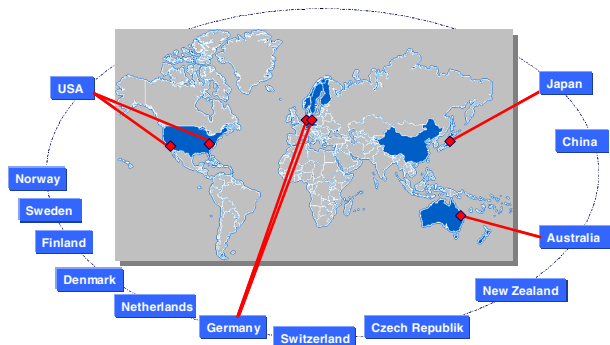 USA
Japan
China
Norway
Sweden
Finland
Australia
Denmark
New Zealand
Netherlands
Germany
Czech Republik
Switzerland